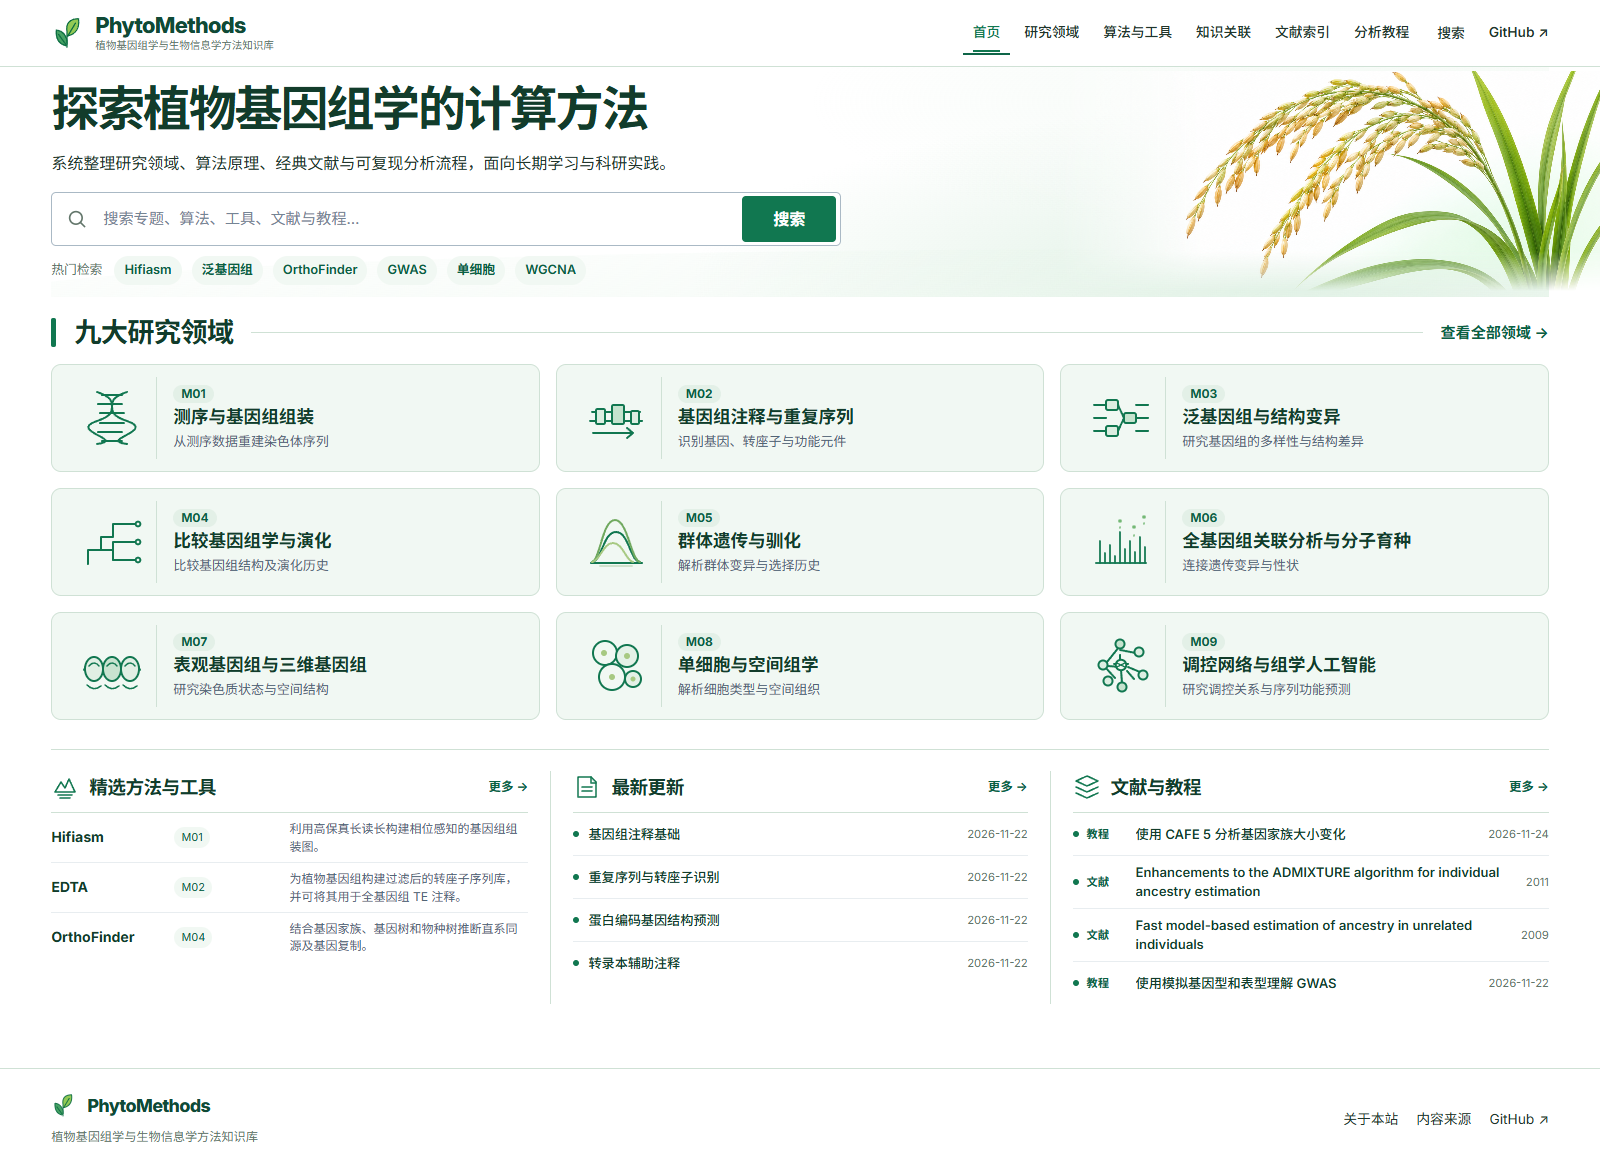 PhytoMethods
植物基因组学与生物信息学方法知识库
首页 研究领域 算法与工具 知识关联 文献索引 分析教程 搜索 GitHub ↗
探索植物基因组学的计算方法
系统整理研究领域、算法原理、经典文献与可复现分析流程，面向长期学习与科研实践。
搜索专题、算法、工具、文献与教程... 搜索
热门检索 Hifiasm 泛基因组 OrthoFinder GWAS 单细胞 WGCNA
九大研究领域 查看全部领域 →
M01
测序与基因组组装
从测序数据重建染色体序列
M02
基因组注释与重复序列
识别基因、转座子与功能元件
M03
泛基因组与结构变异
研究基因组的多样性与结构差异
M04
比较基因组学与演化
比较基因组结构及演化历史
M05
群体遗传与驯化
解析群体变异与选择历史
M06
全基因组关联分析与分子育种
连接遗传变异与性状
M07
表观基因组与三维基因组
研究染色质状态与空间结构
M08
单细胞与空间组学
解析细胞类型与空间组织
M09
调控网络与组学人工智能
研究调控关系与序列功能预测
精选方法与工具 更多 →
Hifiasm M01 利用高保真长读长构建相位感知的基因组组
装图。
EDTA M02 为植物基因组构建过滤后的转座子序列库，
并可将其用于全基因组 TE 注释。
OrthoFinder M04 结合基因家族、基因树和物种树推断直系同
源及基因复制。
最新更新 更多 →
基因组注释基础 2026-11-22
重复序列与转座子识别 2026-11-22
蛋白编码基因结构预测 2026-11-22
转录本辅助注释 2026-11-22
文献与教程 更多 →
教程 使用 CAFE 5 分析基因家族大小变化 2026-11-24
文献 Enhancements to the ADMIXTURE algorithm for individual
ancestry estimation 2011
文献 Fast model-based estimation of ancestry in unrelated
individuals 2009
教程 使用模拟基因型和表型理解 GWAS 2026-11-22
PhytoMethods
植物基因组学与生物信息学方法知识库
关于本站 内容来源 GitHub ↗